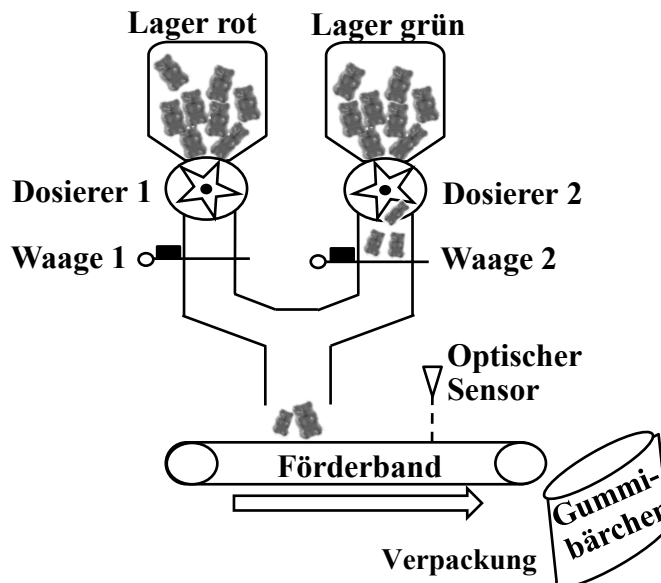 Lager rot
Lager grün
Dosierer 1
Dosierer 2
Waage 1
Waage 2
Optischer
Sensor
Förderband
Gummi-
bärchen
Verpackung